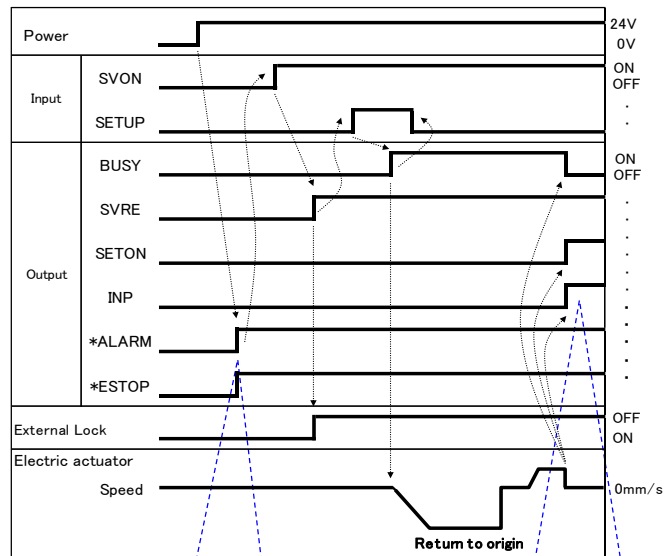 Power
24V
0V
Input
SVON
ON
OFF
SETUP
Output
BUSY
ON
OFF
SVRE
SETON
INP
*ALARM
*ESTOP
External Lock
OFF
ON
Electric actuator
Speed
0mm/s
Return to origin